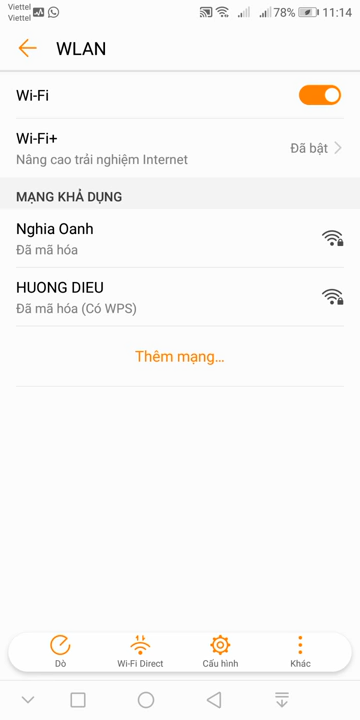 Viettel
Viettel
78%
11:14
WLAN
Wi-Fi
Wi-Fi+
Nâng cao trải nghiệm Internet
Đã bật
MẠNG KHẢ DỤNG
Nghia Oanh
Đã mã hóa
HUONG DIEU
Đã mã hóa (Có WPS)
Thêm mạng...
Dò
Wi-Fi Direct
Cấu hình
Khác